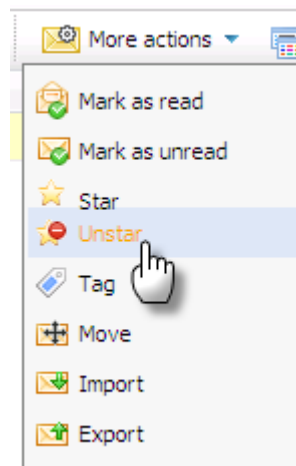 More actions
Mark as read
Mark as unread
Star
Unstar
Tag
Move
Import
Export